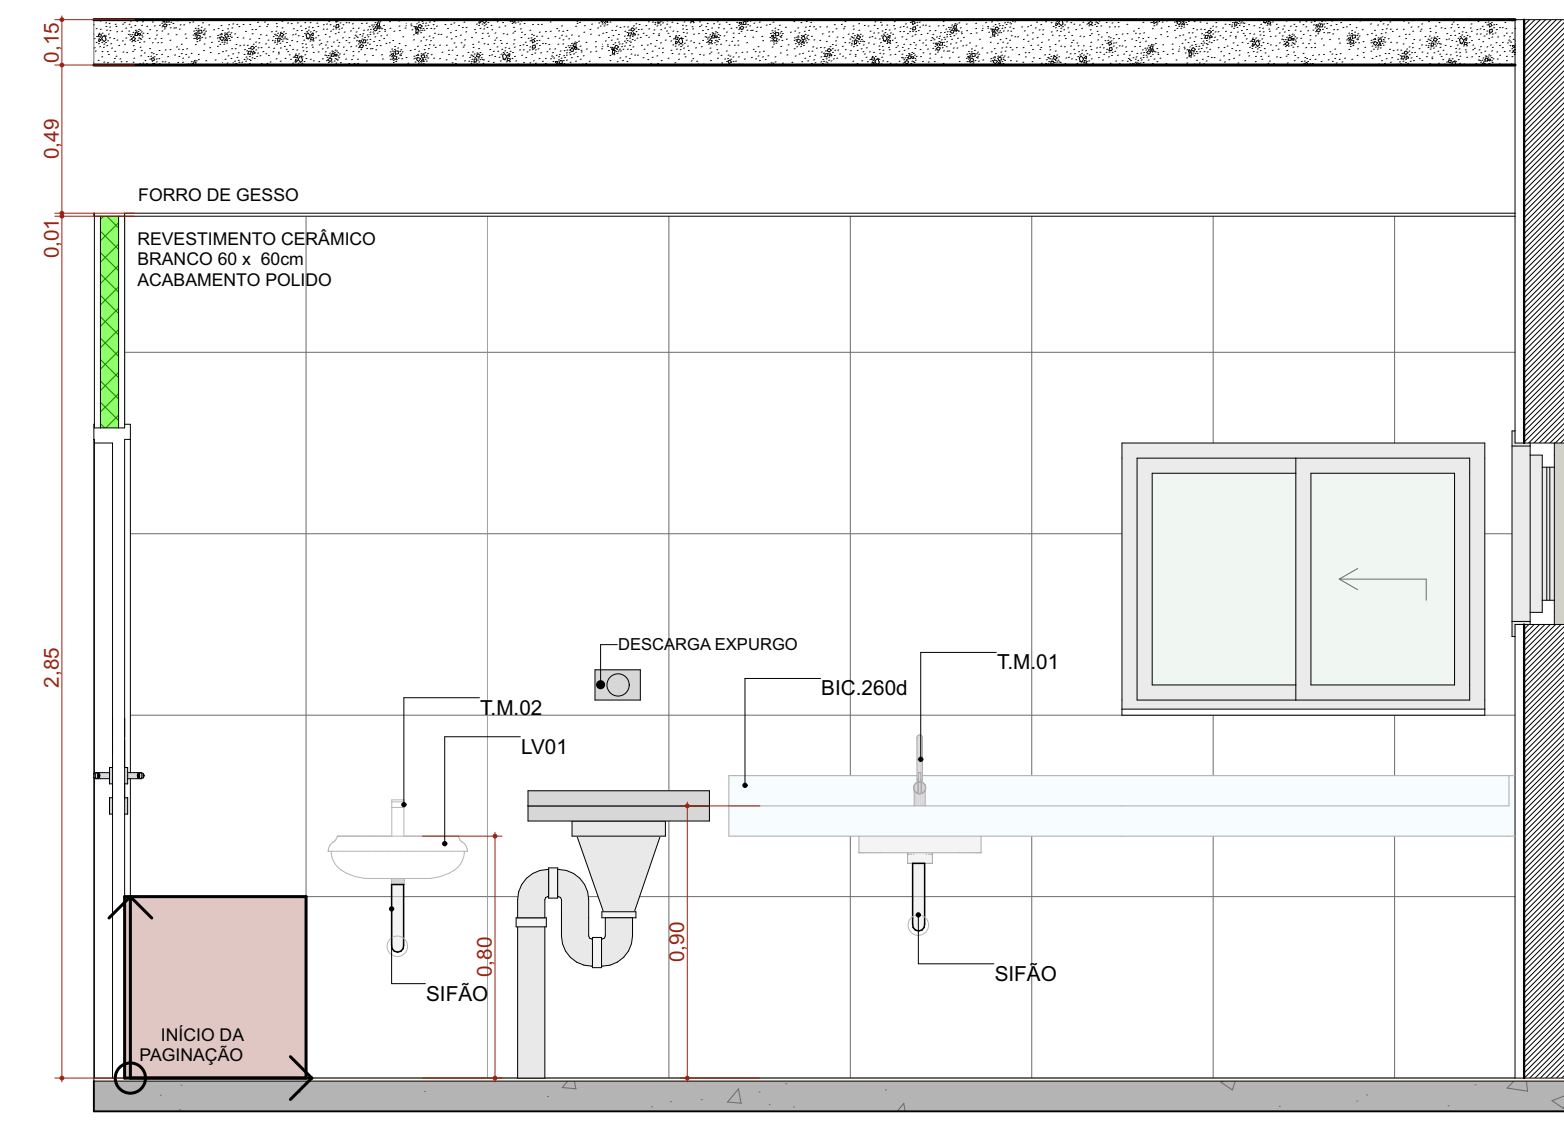 0,15
0,49
FORRO DE GESSO
0,01
REVESTIMENTO CERÂMICO
BRANCO 60 x  60cm
ACABAMENTO POLIDO
DESCARGA EXPURGO
T.M.01
2,85
BIC.260d
T.M.02
LV01
0,80
0,90
SIFÃO
SIFÃO
INÍCIO DA
PAGINAÇÃO